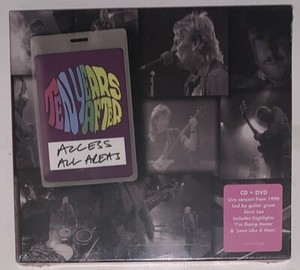 TEN YEARS
AFTER
ACCESS
ALL AREAS
CD + DVD
Live concert from 1990
Led by guitar great
Alvin Lee
Includes highlights
'I'm Going Home'
& 'Love Like A Man'